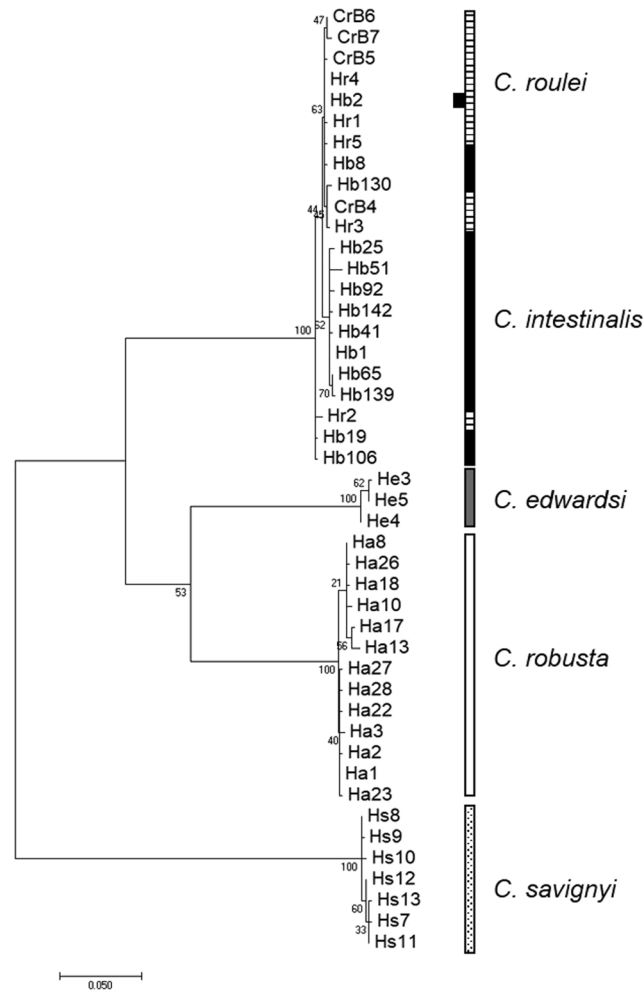 47
CrB6
CrB7
CrB5
Hr4
Hb2
63
Hr1
Hr5
Hb8
Hb130
44
45
CrB4
Hr3
Hb25
Hb51
Hb92
Hb142
100
62
Hb41
Hb1
Hb65
70
Hb139
Hr2
Hb19
Hb106
62
He3
100
He5
He4
Ha8
Ha26
21
Ha18
Ha10
Ha17
56
Ha13
53
100
Ha27
Ha28
Ha22
Ha3
40
Ha2
Ha1
Ha23
Hs8
Hs9
100
Hs10
Hs12
Hs13
60
Hs7
33
Hs11
C. roulei
C. intestinalis
C. edwardsi
C. robusta
C. savignyi
0.050